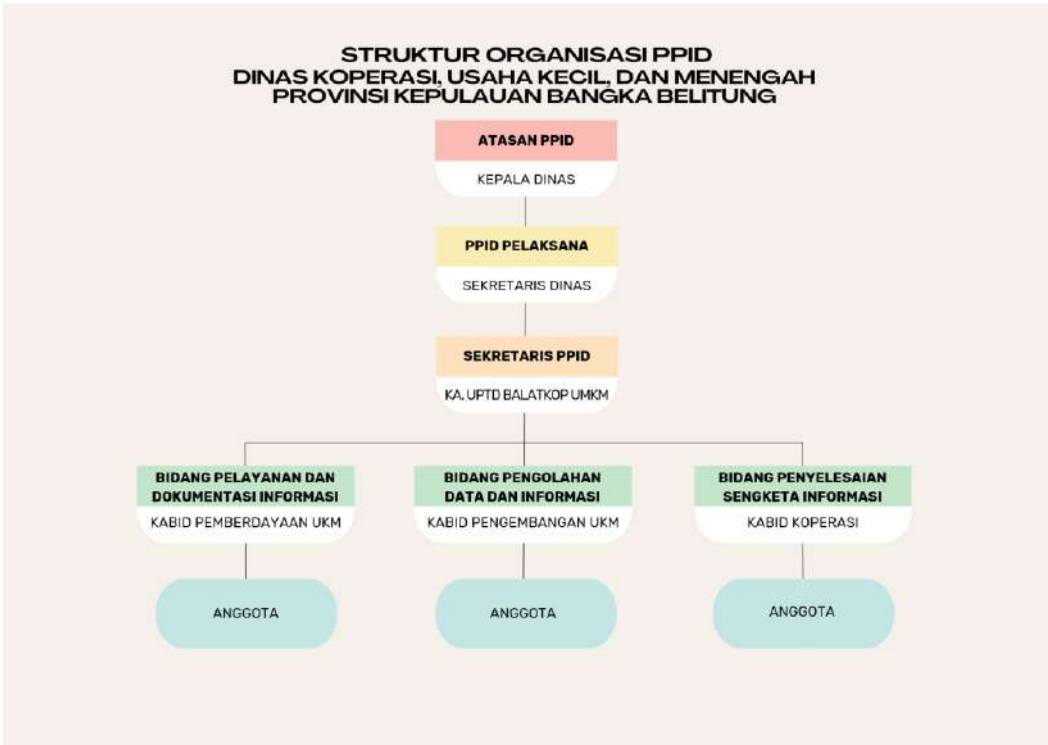 STRUKTUR ORGANISASI PPID
DINAS KOPERASI, USAHA KECIL, DAN MENENGAH
PROVINSI KEPULAUAN BANGKA BELITUNG
ATASAN PPID
KEPALA DINAS
PPID PELAKSANA
SEKRETARIS DINAS
SEKRETARIS PPID
KA. UPTD BALATKOP UMKM
BIDANG PELAYANAN DAN
DOKUMENTASI INFORMASI
KABID PEMBERDAYAAN UKM
BIDANG PENGOLAHAN
DATA DAN INFORMASI
KABID PENGEMBANGAN UKM
BIDANG PENYELESAIAN
SENGKETA INFORMASI
KABID KOPERASI
ANGGOTA
ANGGOTA
ANGGOTA